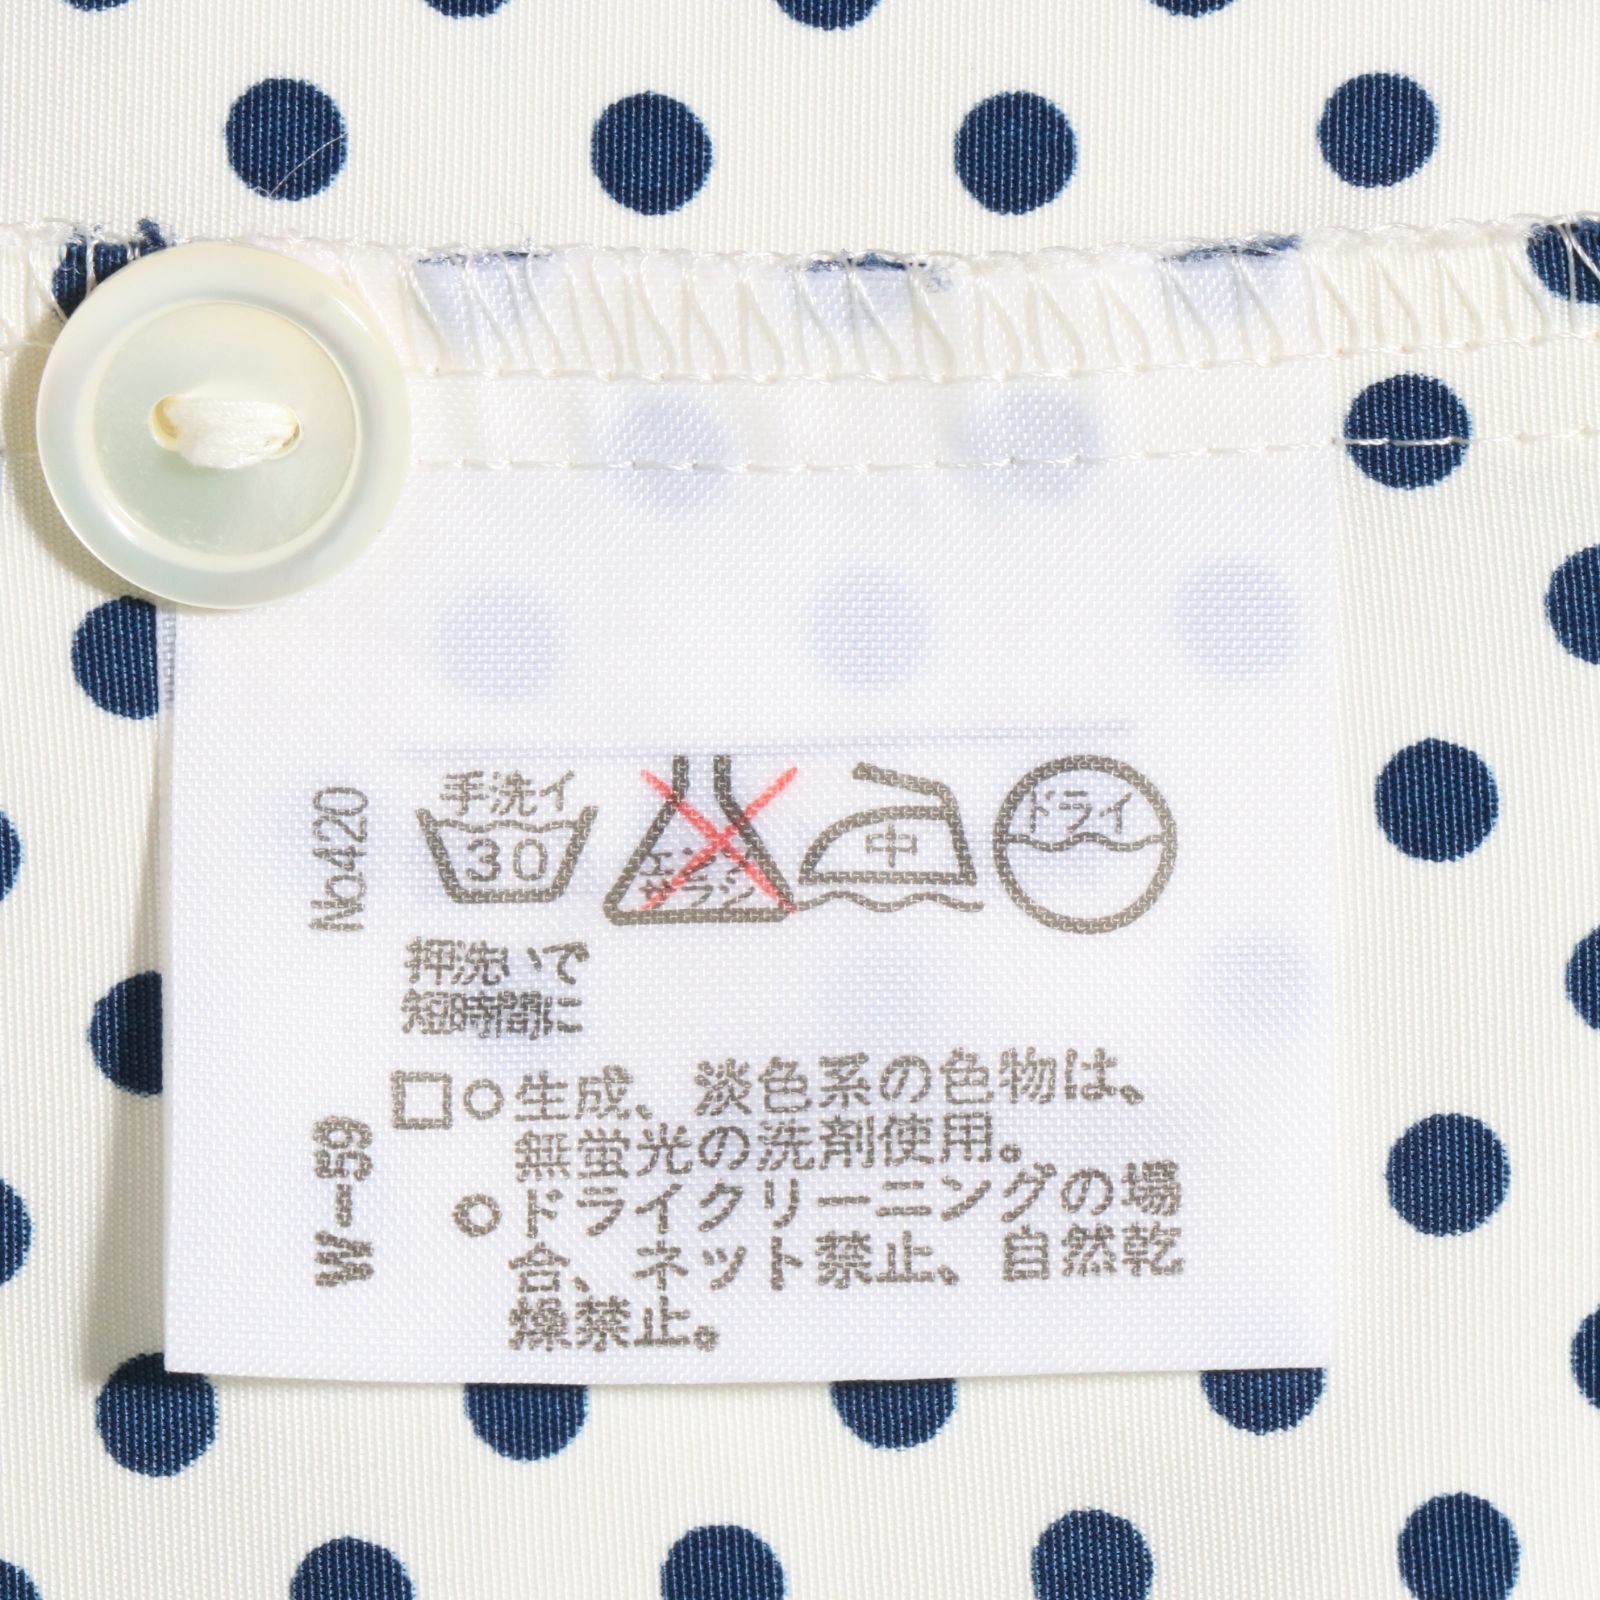 No420
手洗イ
30
エンソ
サラシ
中
ドライ
押洗いで
短時間に
W-59
□○生成、淡色系の色物は、
無蛍光の洗剤使用。
○ドライクリーニングの場
合、ネット禁止、自然乾
燥禁止。